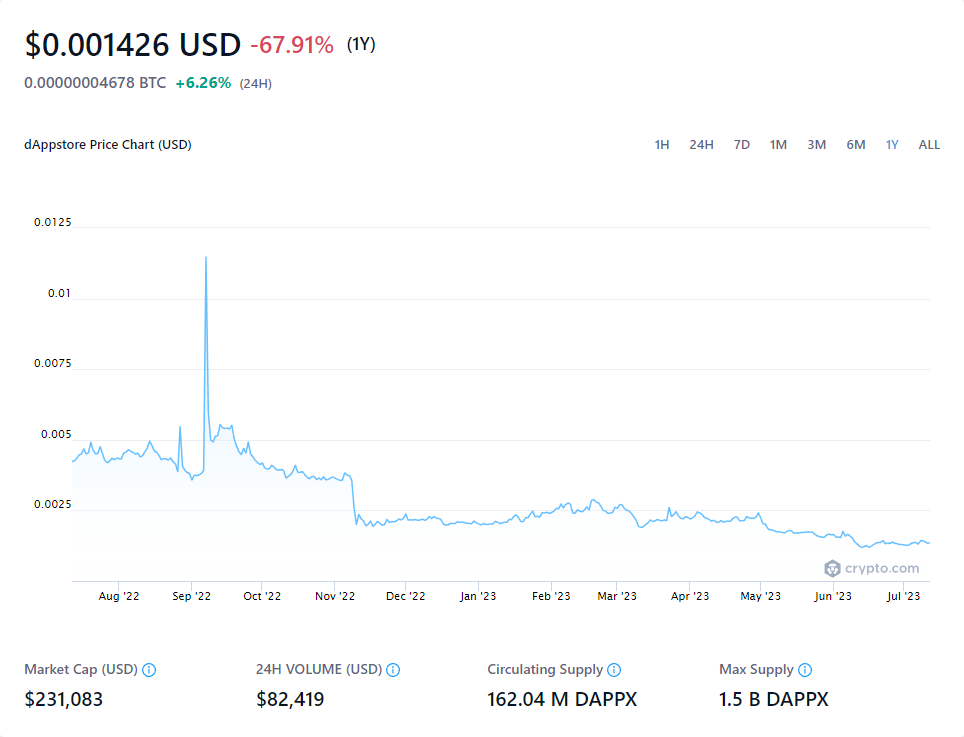 $0.001426 USD -67.91% (1Y)
0.00000004678 BTC +6.26% (24H)
dAppstore Price Chart (USD) 1H 24H 7D 1M 3M 6M 1Y ALL
0.0125
0.01
0.0075
0.005
0.0025
crypto.com
Aug '22 Sep '22 Oct '22 Nov '22 Dec '22 Jan '23 Feb '23 Mar '23 Apr '23 May '23 Jun '23 Jul '23
Market Cap (USD) 24H VOLUME (USD) Circulating Supply Max Supply
$231,083 $82,419 162.04 M DAPPX 1.5 B DAPPX